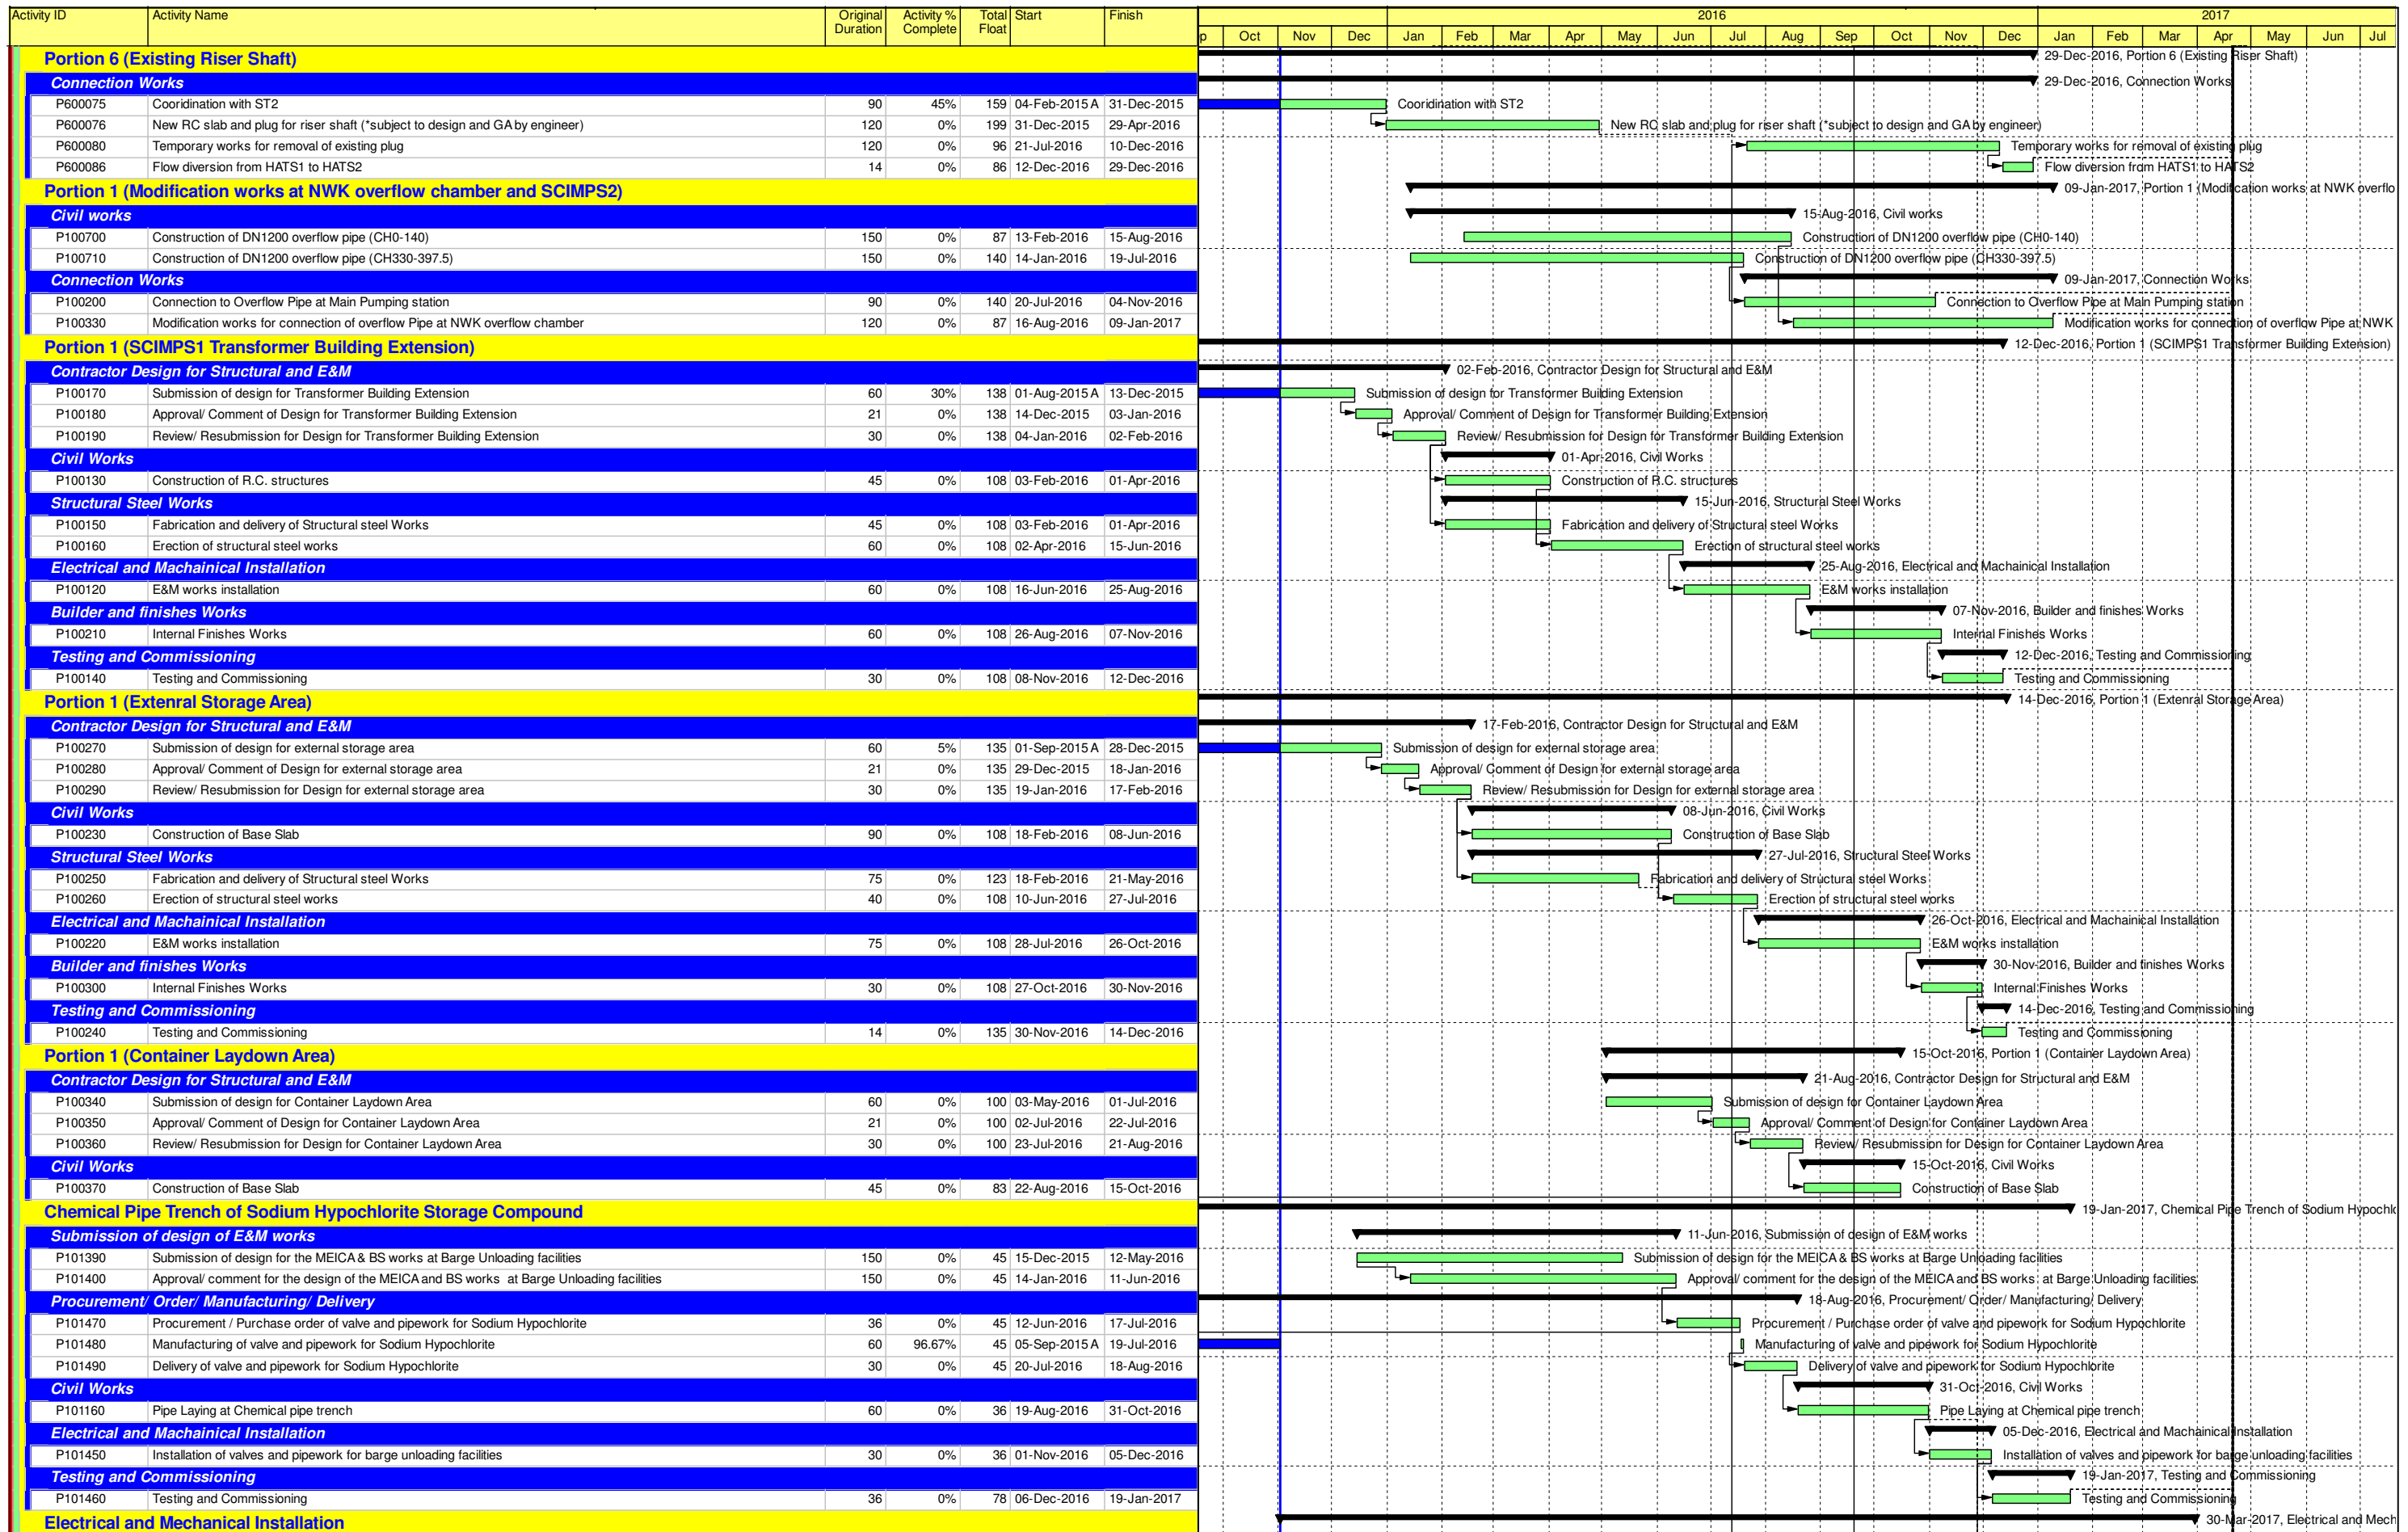 Activity ID Activity Name Original Duration Activity % Complete Total Float Start Finish 2016 2017
p Oct Nov Dec Jan Feb Mar Apr May Jun Jul Aug Sep Oct Nov Dec Jan Feb Mar Apr May Jun Jul
Portion 6 (Existing Riser Shaft) 29-Dec-2016, Portion 6 (Existing Riser Shaft)
Connection Works 29-Dec-2016, Connection Works
P600075 Cooridination with ST2 90 45% 159 04-Feb-2015 A 31-Dec-2015 Cooridination with ST2
P600076 New RC slab and plug for riser shaft (*subject to design and GA by engineer) 120 0% 199 31-Dec-2015 29-Apr-2016 New RC slab and plug for riser shaft (*subject to design and GA by engineer)
P600080 Temporary works for removal of existing plug 120 0% 96 21-Jul-2016 10-Dec-2016 Temporary works for removal of existing plug
P600086 Flow diversion from HATS1 to HATS2 14 0% 86 12-Dec-2016 29-Dec-2016 Flow diversion from HATS1 to HATS2
Portion 1 (Modification works at NWK overflow chamber and SCIMPS2) 09-Jan-2017, Portion 1 (Modification works at NWK overflo
Civil works 15-Aug-2016, Civil works
P100700 Construction of DN1200 overflow pipe (CH0-140) 150 0% 87 13-Feb-2016 15-Aug-2016 Construction of DN1200 overflow pipe (CH0-140)
P100710 Construction of DN1200 overflow pipe (CH330-397.5) 150 0% 140 14-Jan-2016 19-Jul-2016 Construction of DN1200 overflow pipe (CH330-397.5)
Connection Works 09-Jan-2017, Connection Works
P100200 Connection to Overflow Pipe at Main Pumping station 90 0% 140 20-Jul-2016 04-Nov-2016 Connection to Overflow Pipe at Main Pumping station
P100330 Modification works for connection of overflow Pipe at NWK overflow chamber 120 0% 87 16-Aug-2016 09-Jan-2017 Modification works for connection of overflow Pipe at NWK
Portion 1 (SCIMPS1 Transformer Building Extension) 12-Dec-2016, Portion 1 (SCIMPS1 Transformer Building Extension)
Contractor Design for Structural and E&M 02-Feb-2016, Contractor Design for Structural and E&M
P100170 Submission of design for Transformer Building Extension 60 30% 138 01-Aug-2015 A 13-Dec-2015 Submission of design for Transformer Building Extension
P100180 Approval/ Comment of Design for Transformer Building Extension 21 0% 138 14-Dec-2015 03-Jan-2016 Approval/ Comment of Design for Transformer Building Extension
P100190 Review/ Resubmission for Design for Transformer Building Extension 30 0% 138 04-Jan-2016 02-Feb-2016 Review/ Resubmission for Design for Transformer Building Extension
Civil Works 01-Apr-2016, Civil Works
P100130 Construction of R.C. structures 45 0% 108 03-Feb-2016 01-Apr-2016 Construction of R.C. structures
Structural Steel Works 15-Jun-2016, Structural Steel Works
P100150 Fabrication and delivery of Structural steel Works 45 0% 108 03-Feb-2016 01-Apr-2016 Fabrication and delivery of Structural steel Works
P100160 Erection of structural steel works 60 0% 108 02-Apr-2016 15-Jun-2016 Erection of structural steel works
Electrical and Machainical Installation 25-Aug-2016, Electrical and Machainical Installation
P100120 E&M works installation 60 0% 108 16-Jun-2016 25-Aug-2016 E&M works installation
Builder and finishes Works 07-Nov-2016, Builder and finishes Works
P100210 Internal Finishes Works 60 0% 108 26-Aug-2016 07-Nov-2016 Internal Finishes Works
Testing and Commissioning 12-Dec-2016, Testing and Commissioning
P100140 Testing and Commissioning 30 0% 108 08-Nov-2016 12-Dec-2016 Testing and Commissioning
Portion 1 (Extenral Storage Area) 14-Dec-2016, Portion 1 (Extenral Storage Area)
Contractor Design for Structural and E&M 17-Feb-2016, Contractor Design for Structural and E&M
P100270 Submission of design for external storage area 60 5% 135 01-Sep-2015 A 28-Dec-2015 Submission of design for external storage area
P100280 Approval/ Comment of Design for external storage area 21 0% 135 29-Dec-2015 18-Jan-2016 Approval/ Comment of Design for external storage area
P100290 Review/ Resubmission for Design for external storage area 30 0% 135 19-Jan-2016 17-Feb-2016 Review/ Resubmission for Design for external storage area
Civil Works 08-Jun-2016, Civil Works
P100230 Construction of Base Slab 90 0% 108 18-Feb-2016 08-Jun-2016 Construction of Base Slab
Structural Steel Works 27-Jul-2016, Structural Steel Works
P100250 Fabrication and delivery of Structural steel Works 75 0% 123 18-Feb-2016 21-May-2016 Fabrication and delivery of Structural steel Works
P100260 Erection of structural steel works 40 0% 108 10-Jun-2016 27-Jul-2016 Erection of structural steel works
Electrical and Machainical Installation 26-Oct-2016, Electrical and Machainical Installation
P100220 E&M works installation 75 0% 108 28-Jul-2016 26-Oct-2016 E&M works installation
Builder and finishes Works 30-Nov-2016, Builder and finishes Works
P100300 Internal Finishes Works 30 0% 108 27-Oct-2016 30-Nov-2016 Internal Finishes Works
Testing and Commissioning 14-Dec-2016, Testing and Commissioning
P100240 Testing and Commissioning 14 0% 135 30-Nov-2016 14-Dec-2016 Testing and Commissioning
Portion 1 (Container Laydown Area) 15-Oct-2016, Portion 1 (Container Laydown Area)
Contractor Design for Structural and E&M 21-Aug-2016, Contractor Design for Structural and E&M
P100340 Submission of design for Container Laydown Area 60 0% 100 03-May-2016 01-Jul-2016 Submission of design for Container Laydown Area
P100350 Approval/ Comment of Design for Container Laydown Area 21 0% 100 02-Jul-2016 22-Jul-2016 Approval/ Comment of Design for Container Laydown Area
P100360 Review/ Resubmission for Design for Container Laydown Area 30 0% 100 23-Jul-2016 21-Aug-2016 Review/ Resubmission for Design for Container Laydown Area
Civil Works 15-Oct-2016, Civil Works
P100370 Construction of Base Slab 45 0% 83 22-Aug-2016 15-Oct-2016 Construction of Base Slab
Chemical Pipe Trench of Sodium Hypochlorite Storage Compound 19-Jan-2017, Chemical Pipe Trench of Sodium Hypochlo
Submission of design of E&M works 11-Jun-2016, Submission of design of E&M works
P101390 Submission of design for the MEICA & BS works at Barge Unloading facilities 150 0% 45 15-Dec-2015 12-May-2016 Submission of design for the MEICA & BS works at Barge Unloading facilities
P101400 Approval/ comment for the design of the MEICA and BS works at Barge Unloading facilities 150 0% 45 14-Jan-2016 11-Jun-2016 Approval/ comment for the design of the MEICA and BS works at Barge Unloading facilities
Procurement/ Order/ Manufacturing/ Delivery 18-Aug-2016, Procurement/ Order/ Manufacturing/ Delivery
P101470 Procurement / Purchase order of valve and pipework for Sodium Hypochlorite 36 0% 45 12-Jun-2016 17-Jul-2016 Procurement / Purchase order of valve and pipework for Sodium Hypochlorite
P101480 Manufacturing of valve and pipework for Sodium Hypochlorite 60 96.67% 45 05-Sep-2015 A 19-Jul-2016 Manufacturing of valve and pipework for Sodium Hypochlorite
P101490 Delivery of valve and pipework for Sodium Hypochlorite 30 0% 45 20-Jul-2016 18-Aug-2016 Delivery of valve and pipework for Sodium Hypochlorite
Civil Works 31-Oct-2016, Civil Works
P101160 Pipe Laying at Chemical pipe trench 60 0% 36 19-Aug-2016 31-Oct-2016 Pipe Laying at Chemical pipe trench
Electrical and Machainical Installation 05-Dec-2016, Electrical and Machainical Installation
P101450 Installation of valves and pipework for barge unloading facilities 30 0% 36 01-Nov-2016 05-Dec-2016 Installation of valves and pipework for barge unloading facilities
Testing and Commissioning 19-Jan-2017, Testing and Commissioning
P101460 Testing and Commissioning 36 0% 78 06-Dec-2016 19-Jan-2017 Testing and Commissioning
Electrical and Mechanical Installation 30-Mar-2017, Electrical and Mech